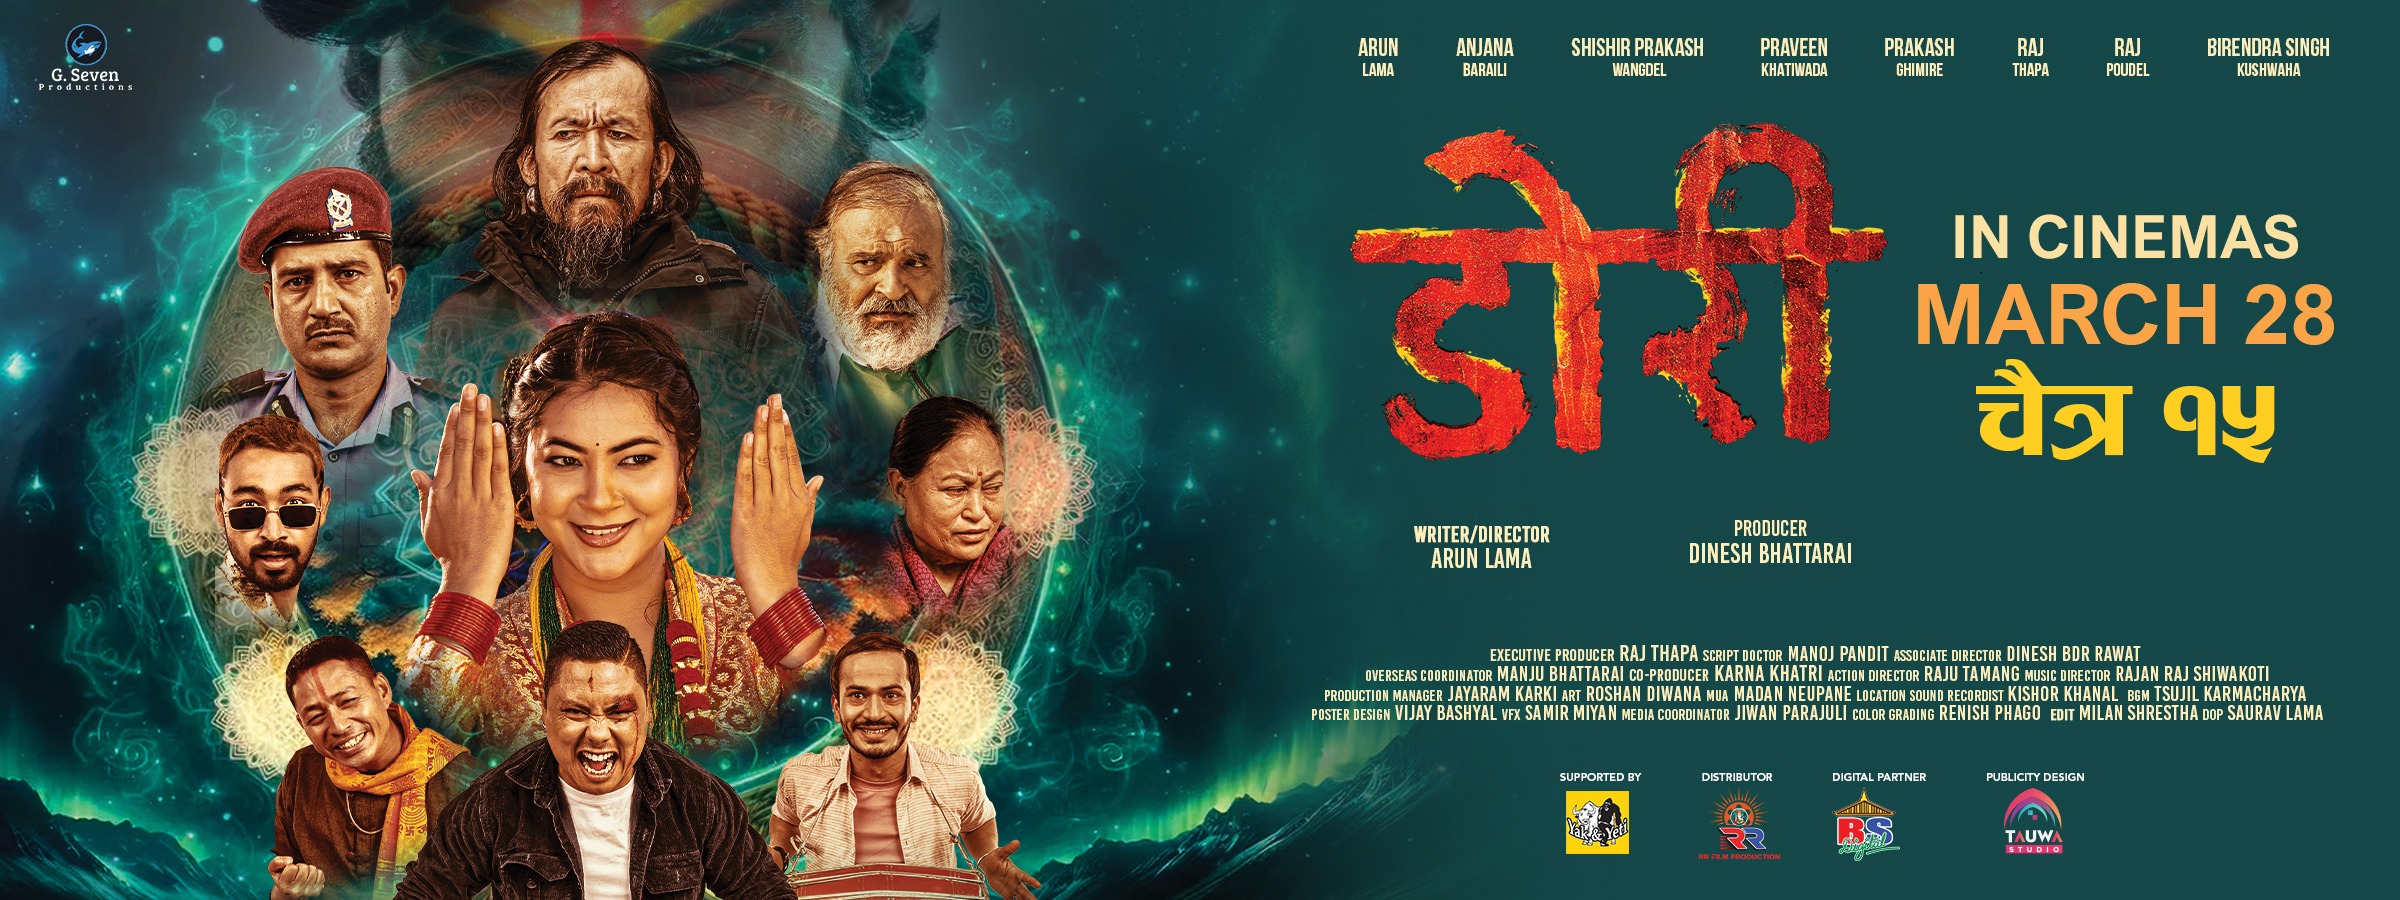 G. Seven
Productions
ARUN LAMA
ANJANA BARAILI
SHISHIR PRAKASH WANGDEL
PRAVEEN KHATIWADA
PRAKASH GHIMIRE
RAJ THAPA
RAJ POUDEL
BIRENDRA SINGH KUSHWAHA
डोरी
IN CINEMAS
MARCH 28
चैत्र १५
WRITER/DIRECTOR
ARUN LAMA
PRODUCER
DINESH BHATTARAI
EXECUTIVE PRODUCER RAJ THAPA SCRIPT DOCTOR MANOJ PANDIT ASSOCIATE DIRECTOR DINESH BDR RAWAT
OVERSEAS COORDINATOR MANJU BHATTARAI CO-PRODUCER KARNA KHATRI ACTION DIRECTOR RAJU TAMANG MUSIC DIRECTOR RAJAN RAJ SHIWAKOTI
PRODUCTION MANAGER JAYARAM KARKI ART ROSHAN DIWANA MUA MADAN NEUPANE LOCATION SOUND RECORDIST KISHOR KHANAL BGM TSUJIL KARMACHARYA
POSTER DESIGN VIJAY BASHYAL VFX SAMIR MIYAN MEDIA COORDINATOR JIWAN PARAJULI COLOR GRADING RENISH PHAGO EDIT MILAN SHRESTHA DOP SAURAV LAMA
SUPPORTED BY
Yak & Yeti
DISTRIBUTOR
RR
RR FILM PRODUCTION
DIGITAL PARTNER
BS
Digital
PUBLICITY DESIGN
TAUWA
STUDIO